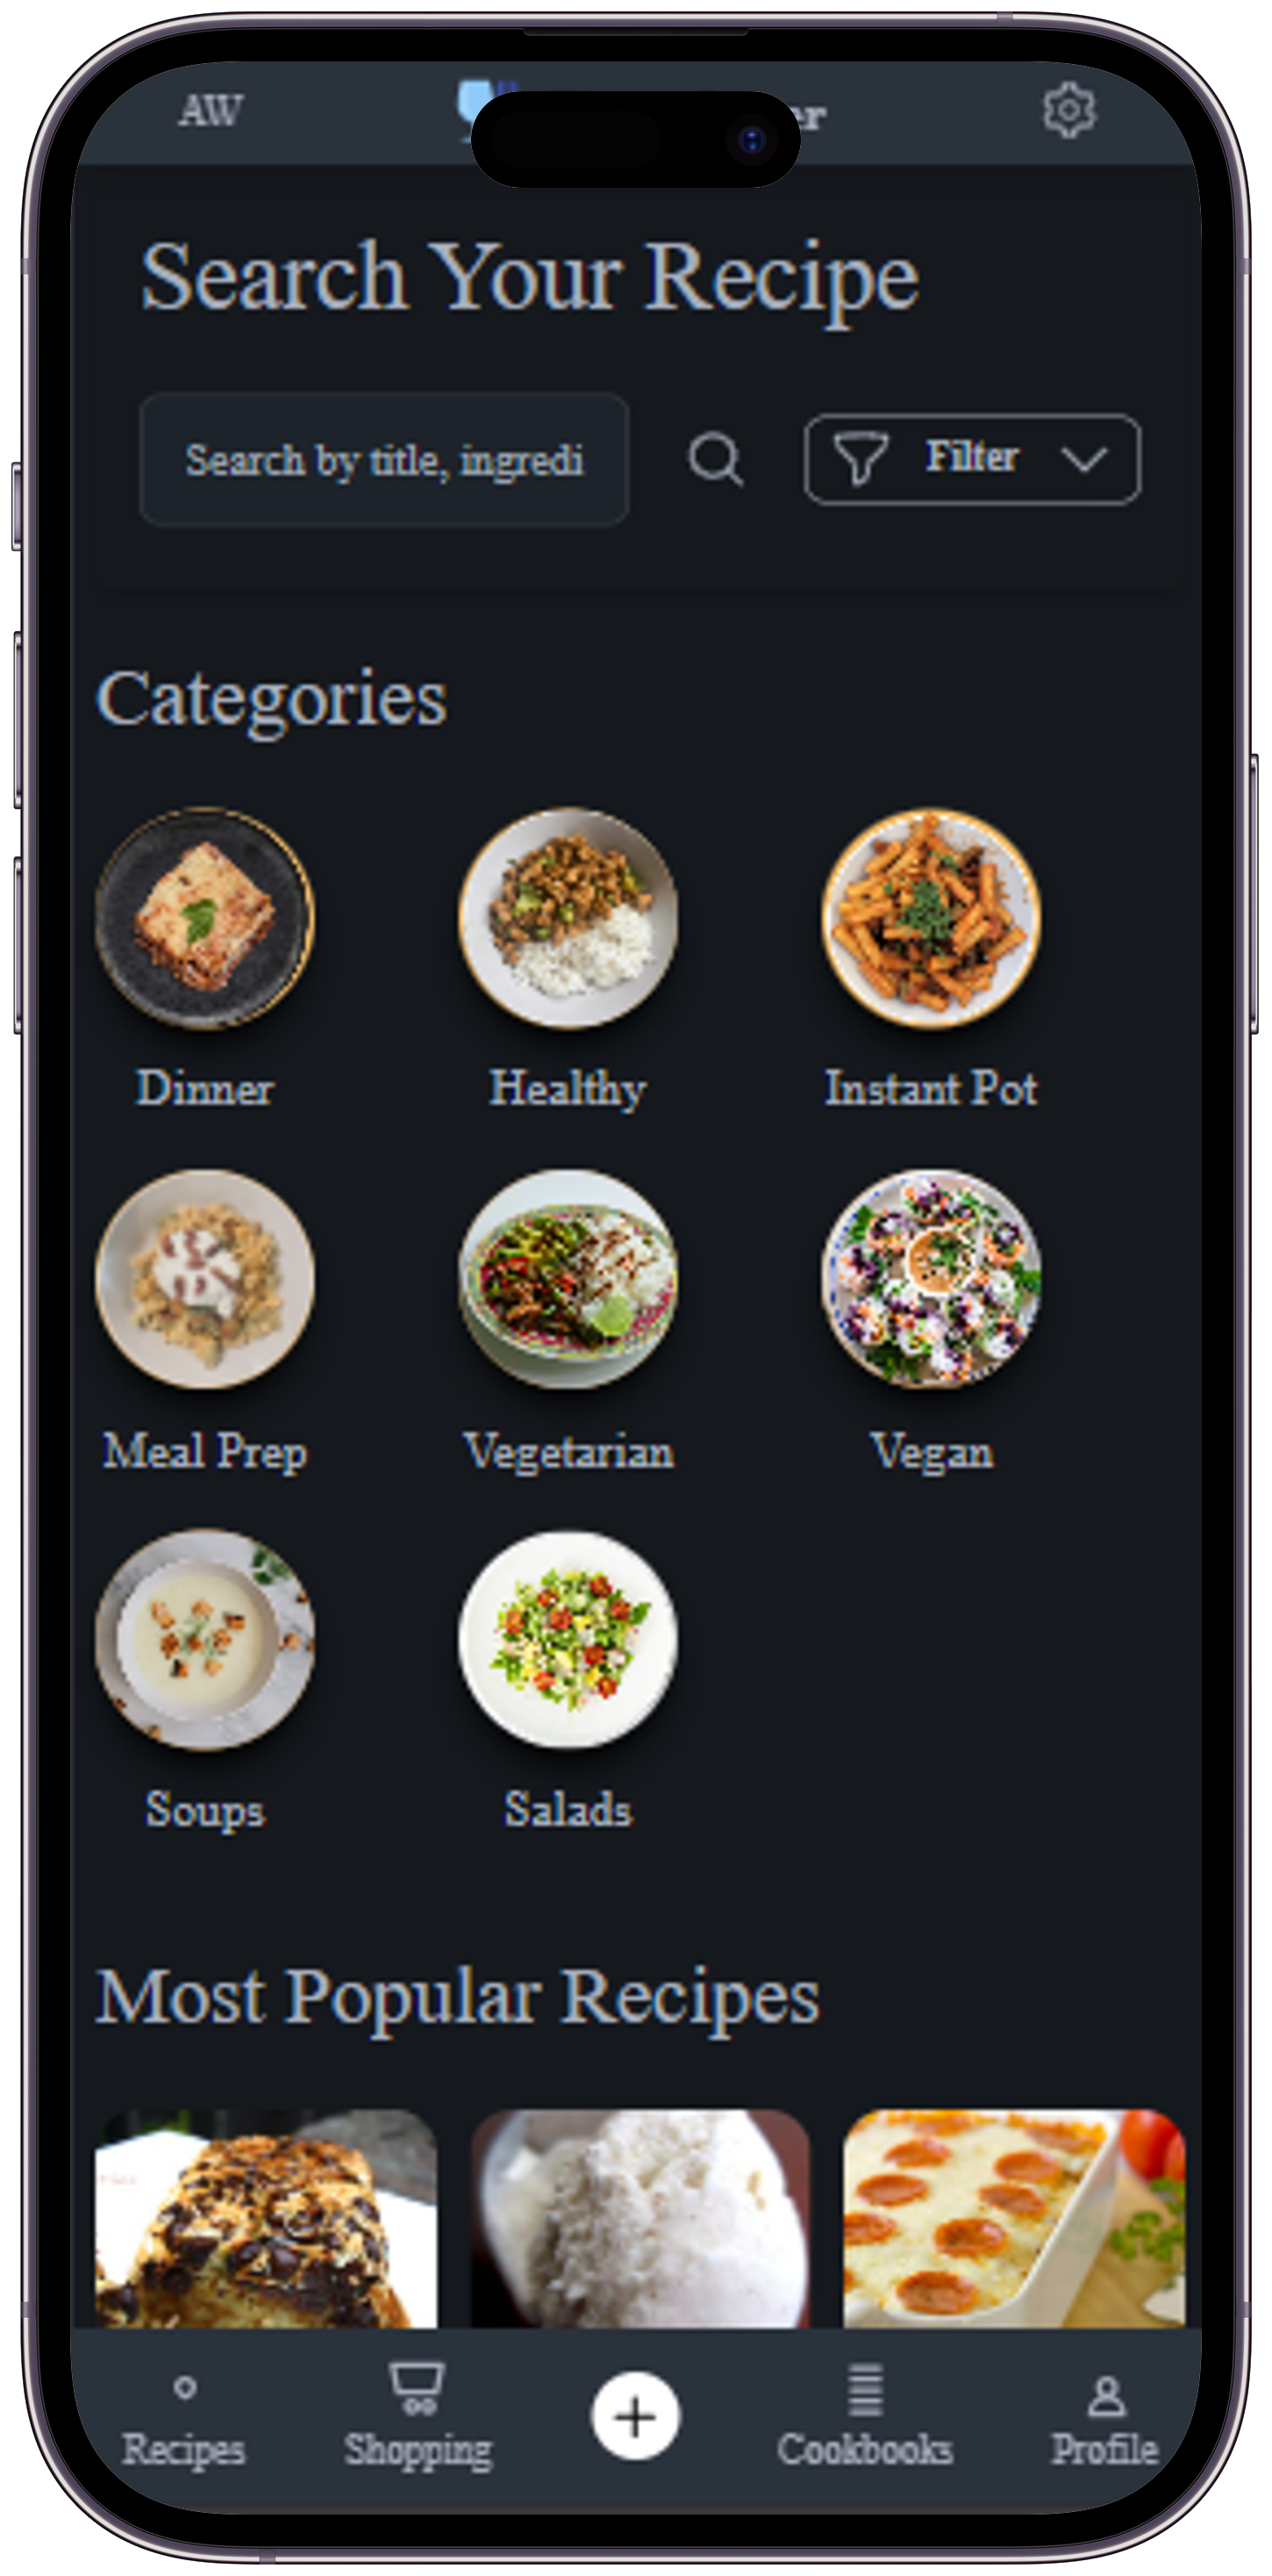 AW
er
Search Your Recipe
Search by title, ingredi
Filter
Categories
Dinner Healthy Instant Pot
Meal Prep Vegetarian Vegan
Soups Salads
Most Popular Recipes
Recipes Shopping Cookbooks Profile